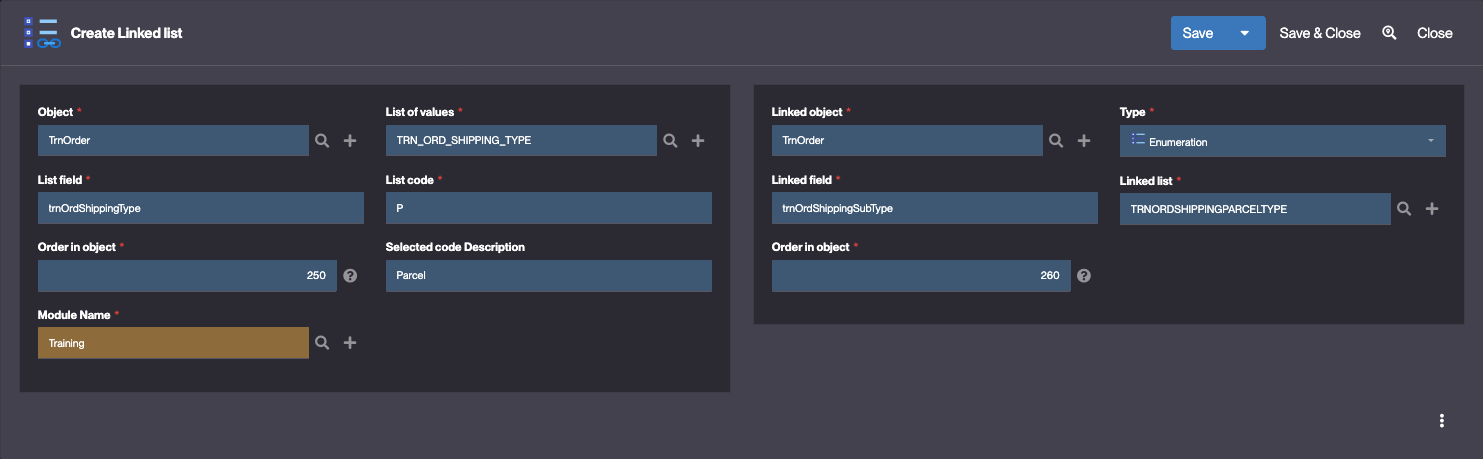 Create Linked list
Save
Save & Close
Close
Object *
List of values *
TrnOrder
TRN_ORD_SHIPPING_TYPE
List field *
List code *
trnOrdShippingType
P
Order in object *
Selected code Description
250
Parcel
Module Name *
Training
Linked object *
Type *
TrnOrder
Enumeration
Linked field *
Linked list *
trnOrdShippingSubType
TRNORDSHIPPINGPARCELTYPE
Order in object *
260